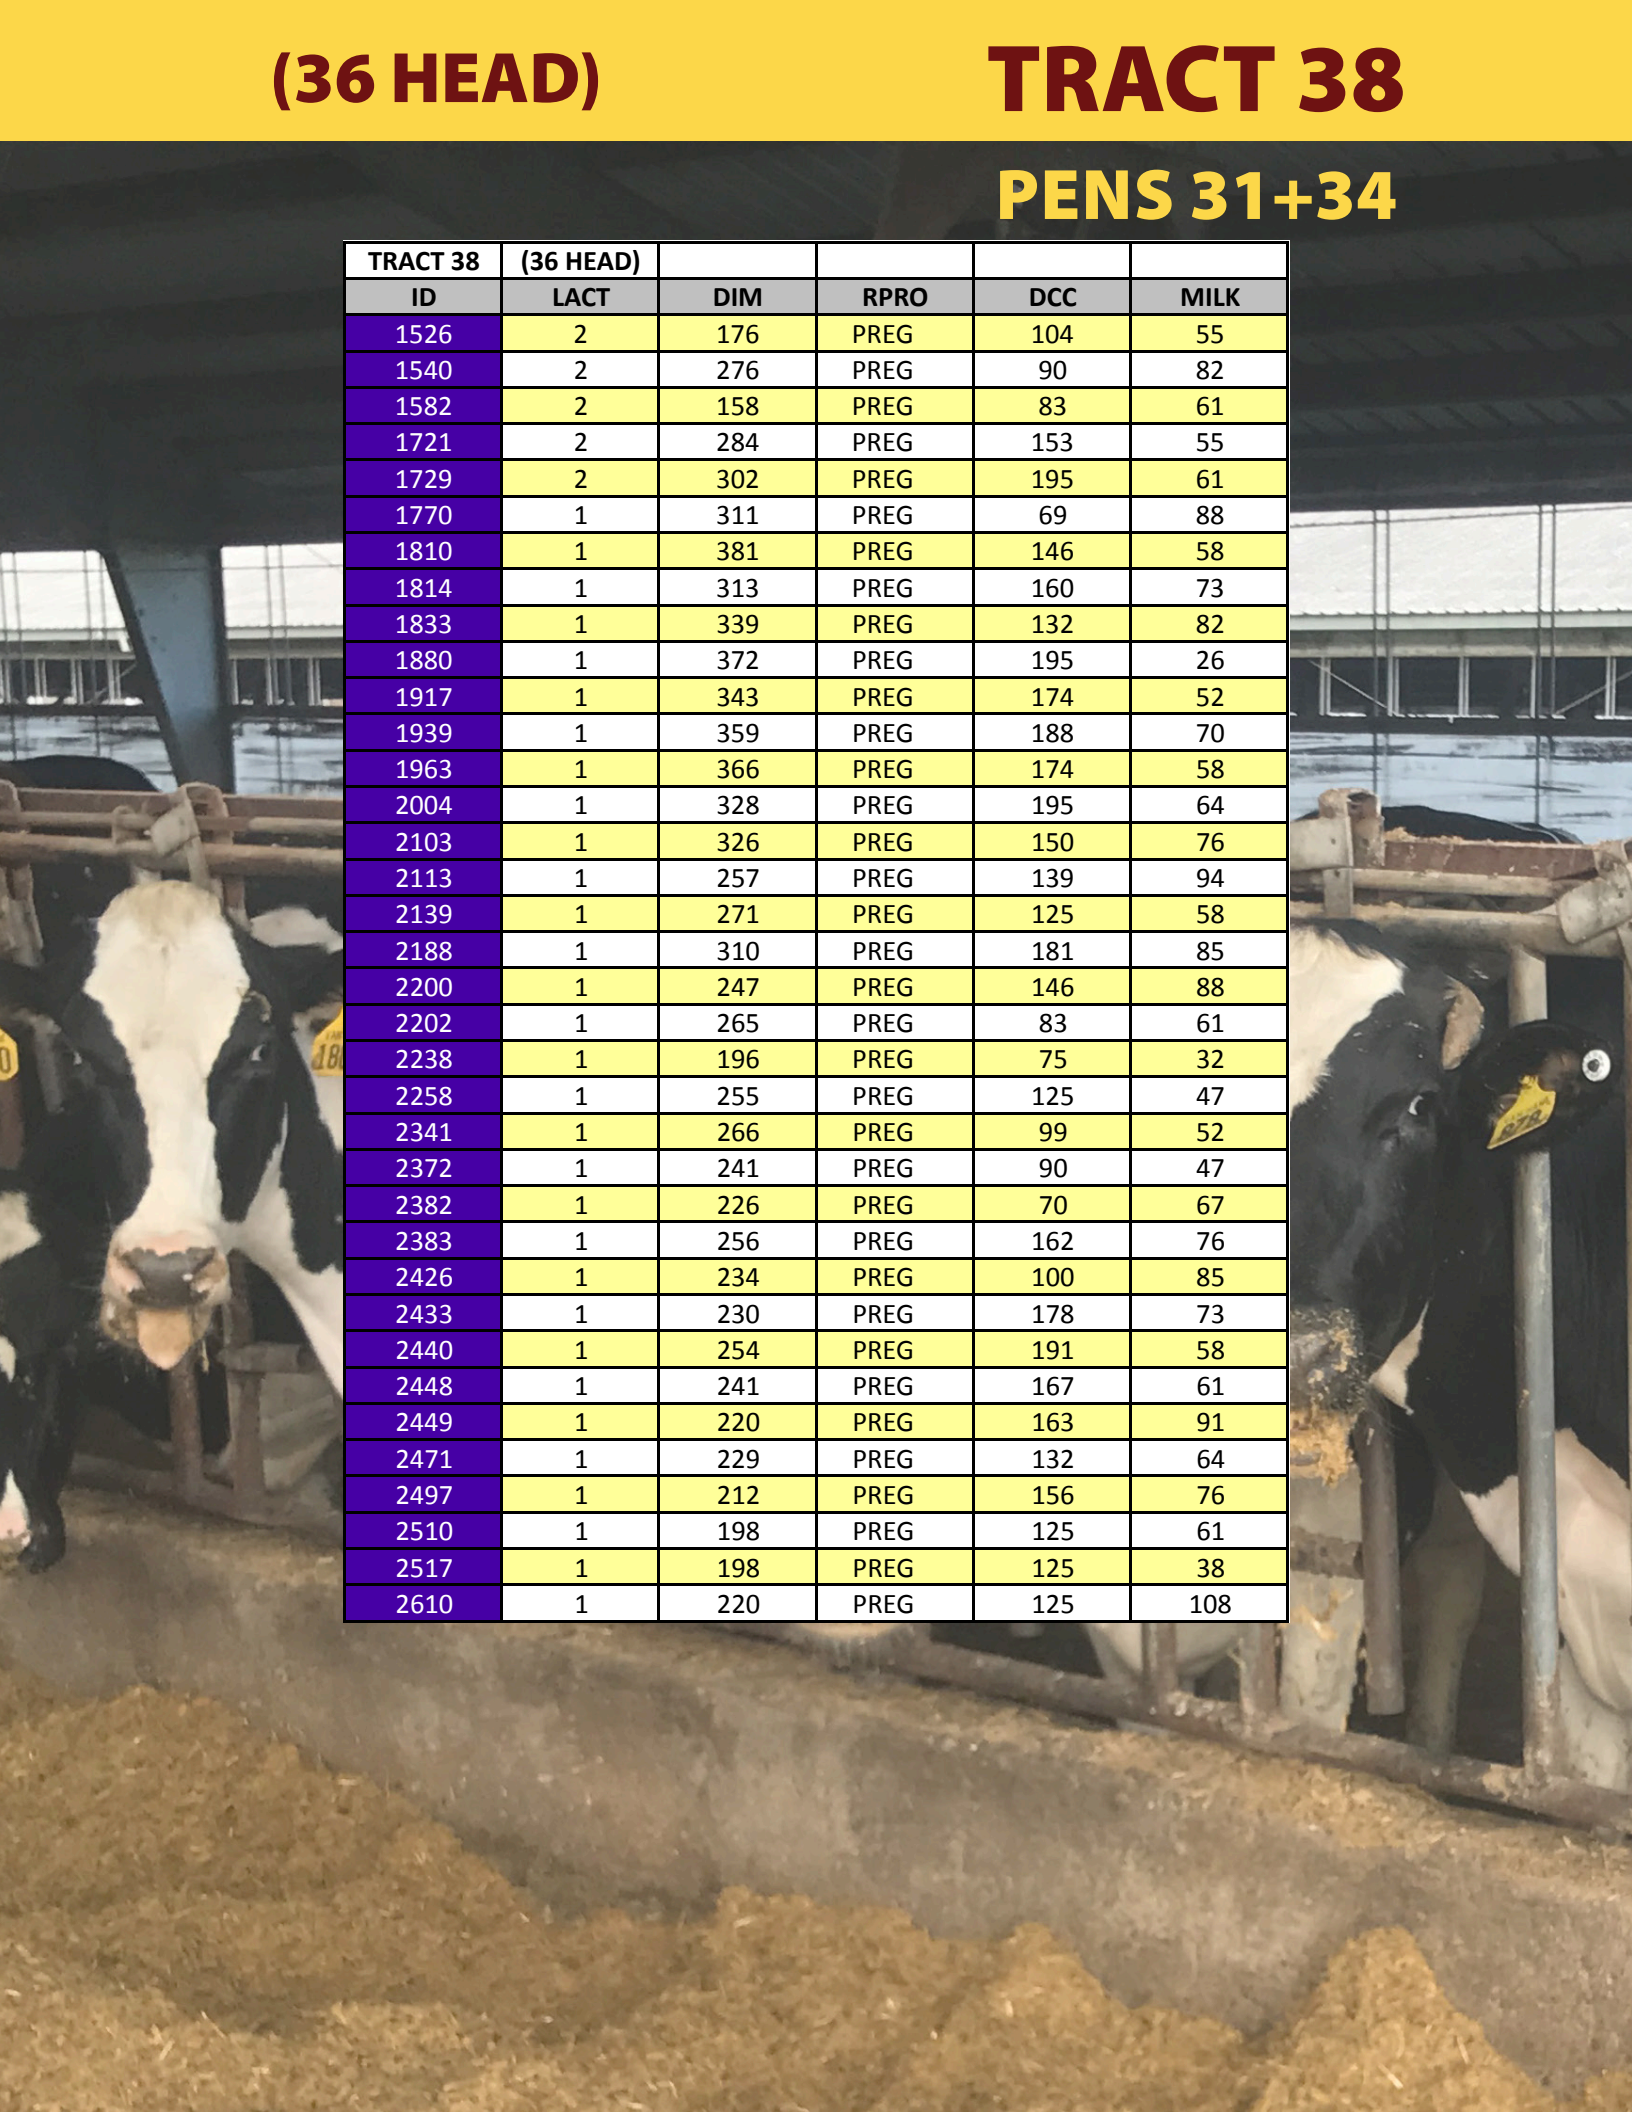 (36 HEAD) TRACT 38
PENS 31+34
TRACT 38 (36 HEAD)
ID LACT DIM RPRO DCC MILK
1526 2 176 PREG 104 55
1540 2 276 PREG 90 82
1582 2 158 PREG 83 61
1721 2 284 PREG 153 55
1729 2 302 PREG 195 61
1770 1 311 PREG 69 88
1810 1 381 PREG 146 58
1814 1 313 PREG 160 73
1833 1 339 PREG 132 82
1880 1 372 PREG 195 26
1917 1 343 PREG 174 52
1939 1 359 PREG 188 70
1963 1 366 PREG 174 58
2004 1 328 PREG 195 64
2103 1 326 PREG 150 76
2113 1 257 PREG 139 94
2139 1 271 PREG 125 58
2188 1 310 PREG 181 85
2200 1 247 PREG 146 88
2202 1 265 PREG 83 61
2238 1 196 PREG 75 32
2258 1 255 PREG 125 47
2341 1 266 PREG 99 52
2372 1 241 PREG 90 47
2382 1 226 PREG 70 67
2383 1 256 PREG 162 76
2426 1 234 PREG 100 85
2433 1 230 PREG 178 73
2440 1 254 PREG 191 58
2448 1 241 PREG 167 61
2449 1 220 PREG 163 91
2471 1 229 PREG 132 64
2497 1 212 PREG 156 76
2510 1 198 PREG 125 61
2517 1 198 PREG 125 38
2610 1 220 PREG 125 108